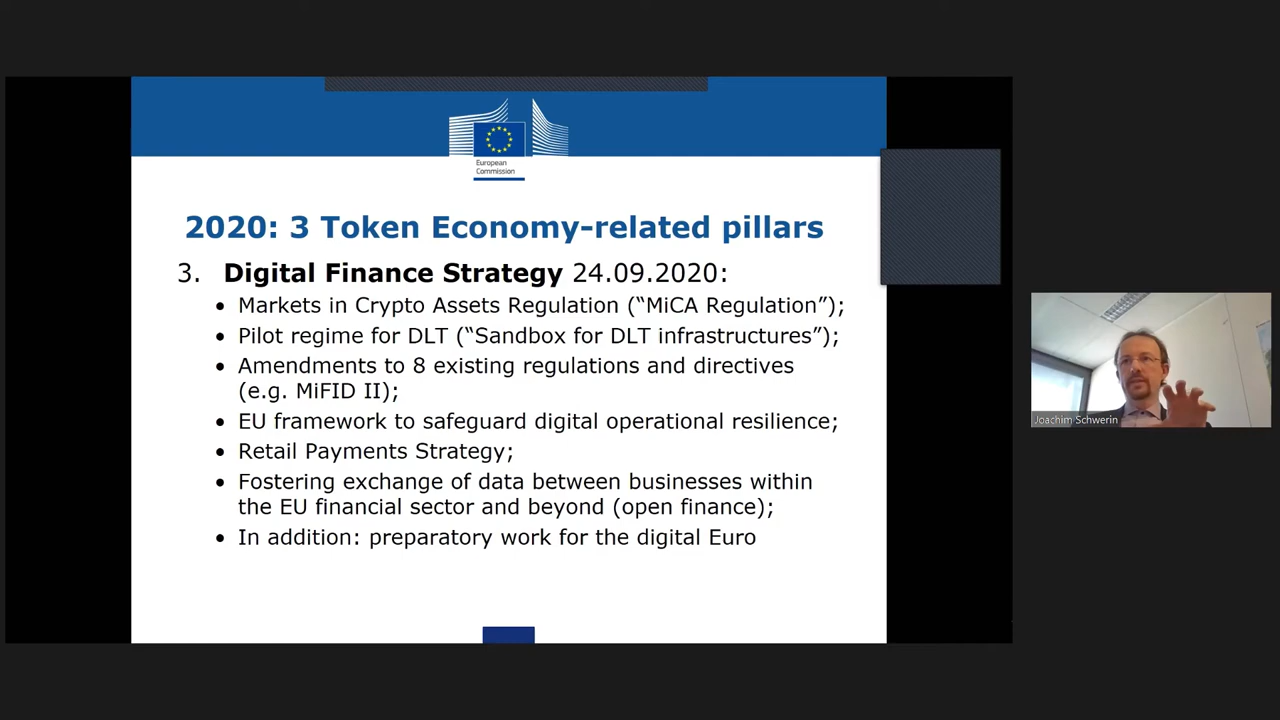 European
Commission
2020: 3 Token Economy-related pillars
3. Digital Finance Strategy 24.09.2020:
• Markets in Crypto Assets Regulation (“MiCA Regulation”);
• Pilot regime for DLT (“Sandbox for DLT infrastructures”);
• Amendments to 8 existing regulations and directives
(e.g. MiFID II);
• EU framework to safeguard digital operational resilience;
• Retail Payments Strategy;
• Fostering exchange of data between businesses within
the EU financial sector and beyond (open finance);
• In addition: preparatory work for the digital Euro
Joachim Schwerin